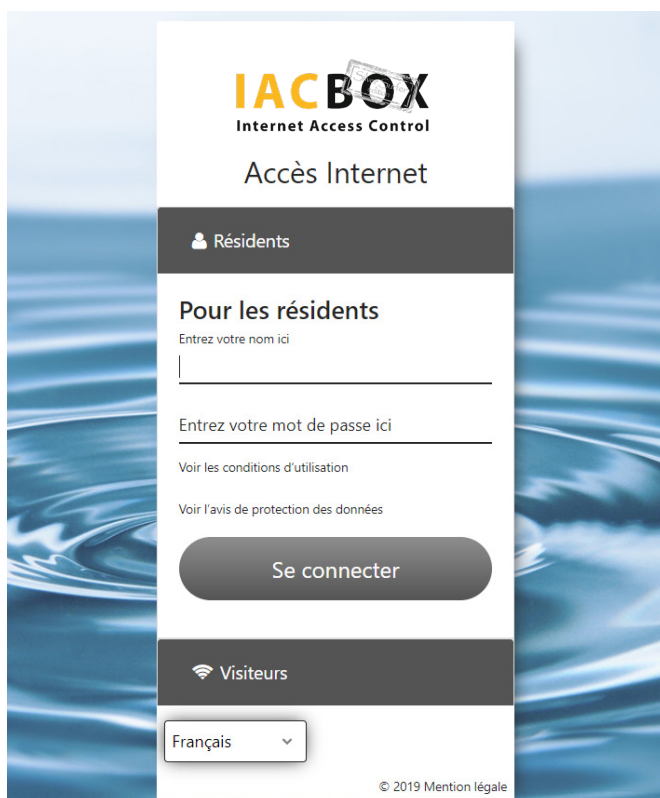 IACBOX
Internet Access Control
Accès Internet
Résidents
Pour les résidents
Entrez votre nom ici
Entrez votre mot de passe ici
Voir les conditions d'utilisation
Voir l'avis de protection des données
Se connecter
Visiteurs
Français
© 2019 Mention légale